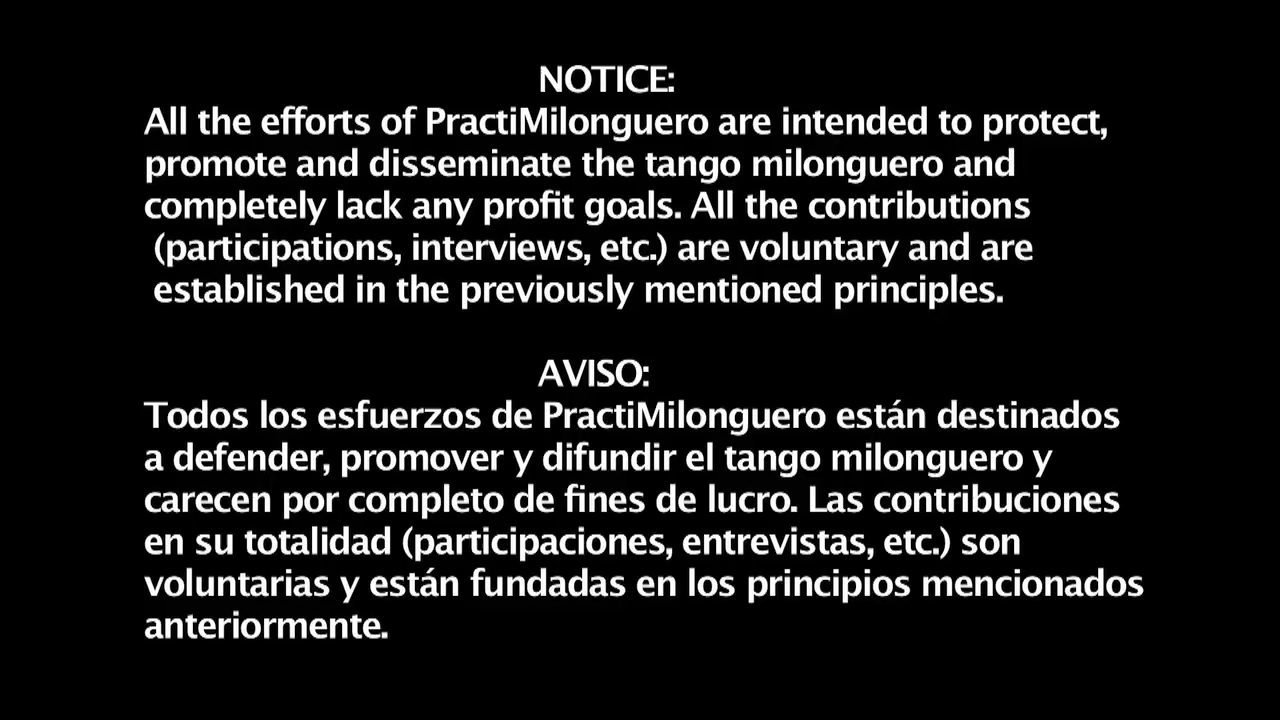 NOTICE:
All the efforts of PractiMilonguero are intended to protect,
promote and disseminate the tango milonguero and
completely lack any profit goals. All the contributions
(participations, interviews, etc.) are voluntary and are
established in the previously mentioned principles.
AVISO:
Todos los esfuerzos de PractiMilonguero están destinados
a defender, promover y difundir el tango milonguero y
carecen por completo de fines de lucro. Las contribuciones
en su totalidad (participaciones, entrevistas, etc.) son
voluntarias y están fundadas en los principios mencionados
anteriormente.